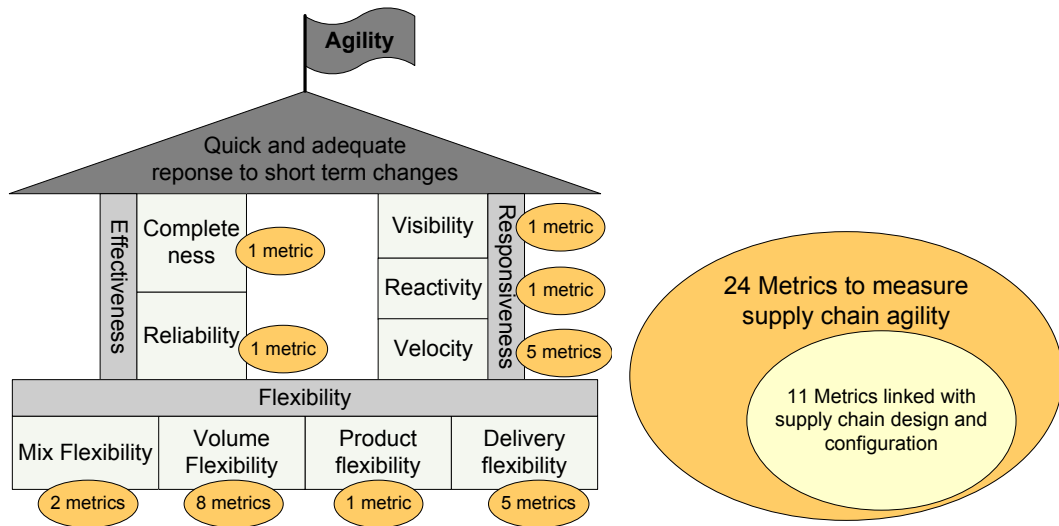 Agility
Quick and adequate
reponse to short term changes
Effectiveness
Complete
ness
1 metric
Reliability
1 metric
Visibility
Reactivity
Velocity
Responsiveness
1 metric
1 metric
5 metrics
Flexibility
Mix Flexibility
2 metrics
Volume
Flexibility
8 metrics
Product
flexibility
1 metric
Delivery
flexibility
5 metrics
24 Metrics to measure
supply chain agility
11 Metrics linked with
supply chain design and
configuration